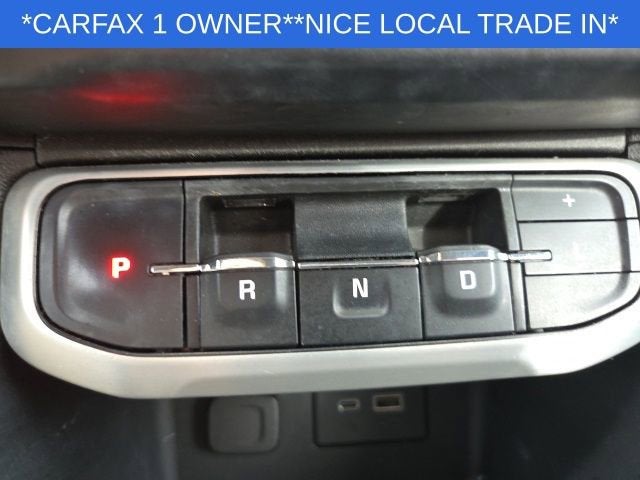 *CARFAX 1 OWNER**NICE LOCAL TRADE IN*
P R N D +